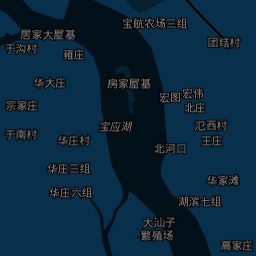 宝航农场三组
居家大屋基
团结村
于沟村
雍庄
华大庄
房家屋基
宏图
宏伟
北庄
宗家庄
宝应湖
氾西村
于南村
华庄村
王庄
北河口
华庄三组
华家滩
华庄六组
湖滨七组
大汕子
繁殖场
高家庄